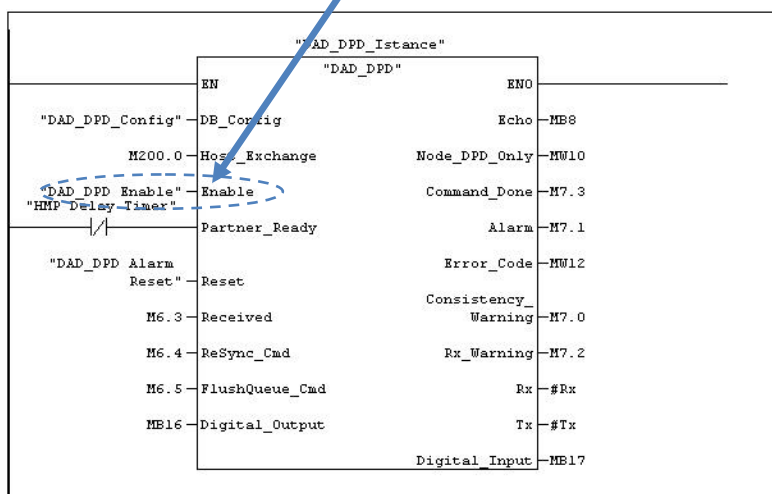 "DAD_DPD_Istance"
"DAD_DPD"
EN ENO
"DAD_DPD_Config" DB_Config Echo MB8
M200.0 Host_Exchange Node_DPD_Only MW10
"DAD_DPD Enable" Enable Command_Done M7.3
"HMP Delay Timer"
Partner_Ready Alarm M7.1
"DAD_DPD Alarm Error_Code MW12
Reset" Reset
Consistency_
M6.3 Received Warning M7.0
M6.4 ReSync_Cmd Rx_Warning M7.2
M6.5 FlushQueue_Cmd Rx #Rx
MB16 Digital_Output Tx #Tx
Digital_Input MB17